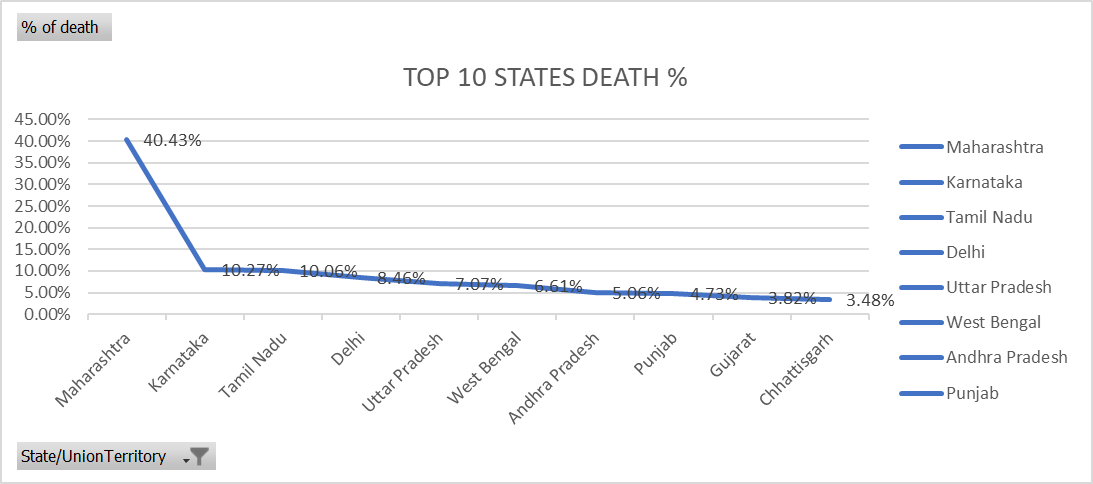 % of death
TOP 10 STATES DEATH %
45.00%
40.00%
35.00%
30.00%
25.00%
20.00%
15.00%
10.00%
5.00%
0.00%
40.43%
10.27%
10.06%
8.46%
7.07%
6.61%
5.06%
4.73%
3.82%
3.48%
Maharashtra
Karnataka
Tamil Nadu
Delhi
Uttar Pradesh
West Bengal
Andhra Pradesh
Punjab
Gujarat
Chhattisgarh
Maharashtra
Karnataka
Tamil Nadu
Delhi
Uttar Pradesh
West Bengal
Andhra Pradesh
Punjab
State/UnionTerritory